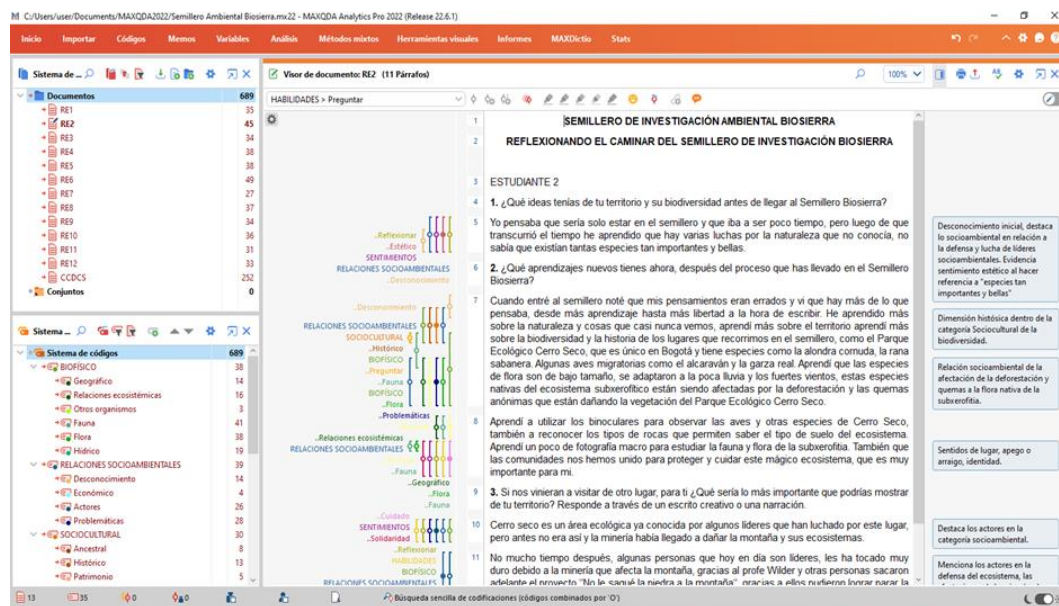 C:/Users/user/Documents/MAXQDA2022/Semillero Ambiental Biosierra.mx22 - MAXQDA Analytics Pro 2022 (Release 22.6.1)
Inicio Importar Códigos Memos Variables Análisis Métodos mixtos Herramientas visuales Informes MAXDictio Stats
Sistema de ...
Documentos 689
RE1 35
RE2 45
RE3 34
RE4 38
RE5 38
RE6 49
RE7 27
RE8 37
RE9 34
RE10 36
RE11 31
RE12 33
CCDCS 252
Conjuntos 0
Sistema ...
Sistema de códigos 689
BIOFÍSICO 38
Geográfico 14
Relaciones ecosistémicas 16
Otros organismos 3
Fauna 41
Flora 38
Hídrico 19
RELACIONES SOCIOAMBIENTALES 39
Desconocimiento 14
Económico 4
Actores 26
Problemáticas 28
SOCIOCULTURAL 30
Ancestral 8
Histórico 13
Patrimonio 5
Visor de documento: RE2 (11 Párrafos)
100%
HABILIDADES > Preguntar
..Reflexionar
..Estético
SENTIMIENTOS
RELACIONES SOCIOAMBIENTALES
..Desconocimiento
..Desconocimiento
RELACIONES SOCIOAMBIENTALES
SOCIOCULTURAL
..Histórico
BIOFÍSICO
..Preguntar
..Fauna
BIOFÍSICO
..Flora
..Problemáticas
..Relaciones ecosistémicas
RELACIONES SOCIOAMBIENTALES
..Fauna
..Geográfico
..Flora
..Fauna
..Cuidado
SENTIMIENTOS
..Solidaridad
..Reflexionar
HABILIDADES
BIOFÍSICO
RELACIONES SOCIOAMBIENTALES
1 SEMILLERO DE INVESTIGACIÓN AMBIENTAL BIOSIERRA
2 REFLEXIONANDO EL CAMINAR DEL SEMILLERO DE INVESTIGACIÓN BIOSIERRA
3 ESTUDIANTE 2
4 1. ¿Qué ideas tenías de tu territorio y su biodiversidad antes de llegar al Semillero Biosierra?
5 Yo pensaba que sería solo estar en el semillero y que iba a ser poco tiempo, pero luego de que
transcurrió el tiempo he aprendido que hay varias luchas por la naturaleza que no conocía, no
sabía que existían tantas especies tan importantes y bellas.
6 2. ¿Qué aprendizajes nuevos tienes ahora, después del proceso que has llevado en el Semillero
Biosierra?
7 Cuando entré al semillero noté que mis pensamientos eran errados y vi que hay más de lo que
pensaba, desde más aprendizaje hasta más libertad a la hora de escribir. He aprendido más
sobre la naturaleza y cosas que casi nunca vemos, aprendí más sobre el territorio aprendí más
sobre la biodiversidad y la historia de los lugares que recorrimos en el semillero, como el Parque
Ecológico Cerro Seco, que es único en Bogotá y tiene especies como la alondra cornuda, la rana
sabanera. Algunas aves migratorias como el alcaraván y la garza real. Aprendí que las especies
de flora son de bajo tamaño, se adaptaron a la poca lluvia y los fuertes vientos, estas especies
nativas del ecosistema subxerofítico están siendo afectadas por la deforestación y las quemas
anónimas que están dañando la vegetación del Parque Ecológico Cerro Seco.
8 Aprendí a utilizar los binoculares para observar las aves y otras especies de Cerro Seco,
también a reconocer los tipos de rocas que permiten saber el tipo de suelo del ecosistema.
Aprendí un poco de fotografía macro para estudiar la fauna y flora de la subxerofitia. También que
las comunidades nos hemos unido para proteger y cuidar este mágico ecosistema, que es muy
importante para mi.
9 3. Si nos vinieran a visitar de otro lugar, para ti ¿Qué sería lo más importante que podrías mostrar
de tu territorio? Responde a través de un escrito creativo o una narración.
10 Cerro seco es un área ecológica ya conocida por algunos líderes que han luchado por este lugar,
pero antes no era así y la minería había llegado a dañar la montaña y sus ecosistemas.
11 No mucho tiempo después, algunas personas que hoy en día son líderes, les ha tocado muy
duro debido a la minería que afecta la montaña, gracias al profe Wilder y otras personas sacaron
adelante el proyecto "No le saqué la piedra a la montaña", gracias a ellos pudieron lograr parar la
Desconocimiento inicial, destaca
lo socioambiental en relación a
la defensa y lucha de líderes
socioambientales. Evidencia
sentimiento estético al hacer
referencia a "especies tan
importantes y bellas"
Dimensión histósica dentro de la
categoría Sociocultural de la
biodiversidad.
Relación socioambiental de la
afectación de la deforestación y
quemas a la flora nativa de la
subxerofitia.
Sentidos de lugar, apego o
arraigo, identidad.
Destaca los actores en la
categoría socioambiental.
Menciona los actores en la
defensa del ecosistema, las
13 35 0 0 Búsqueda sencilla de codificaciones (códigos combinados por 'O')